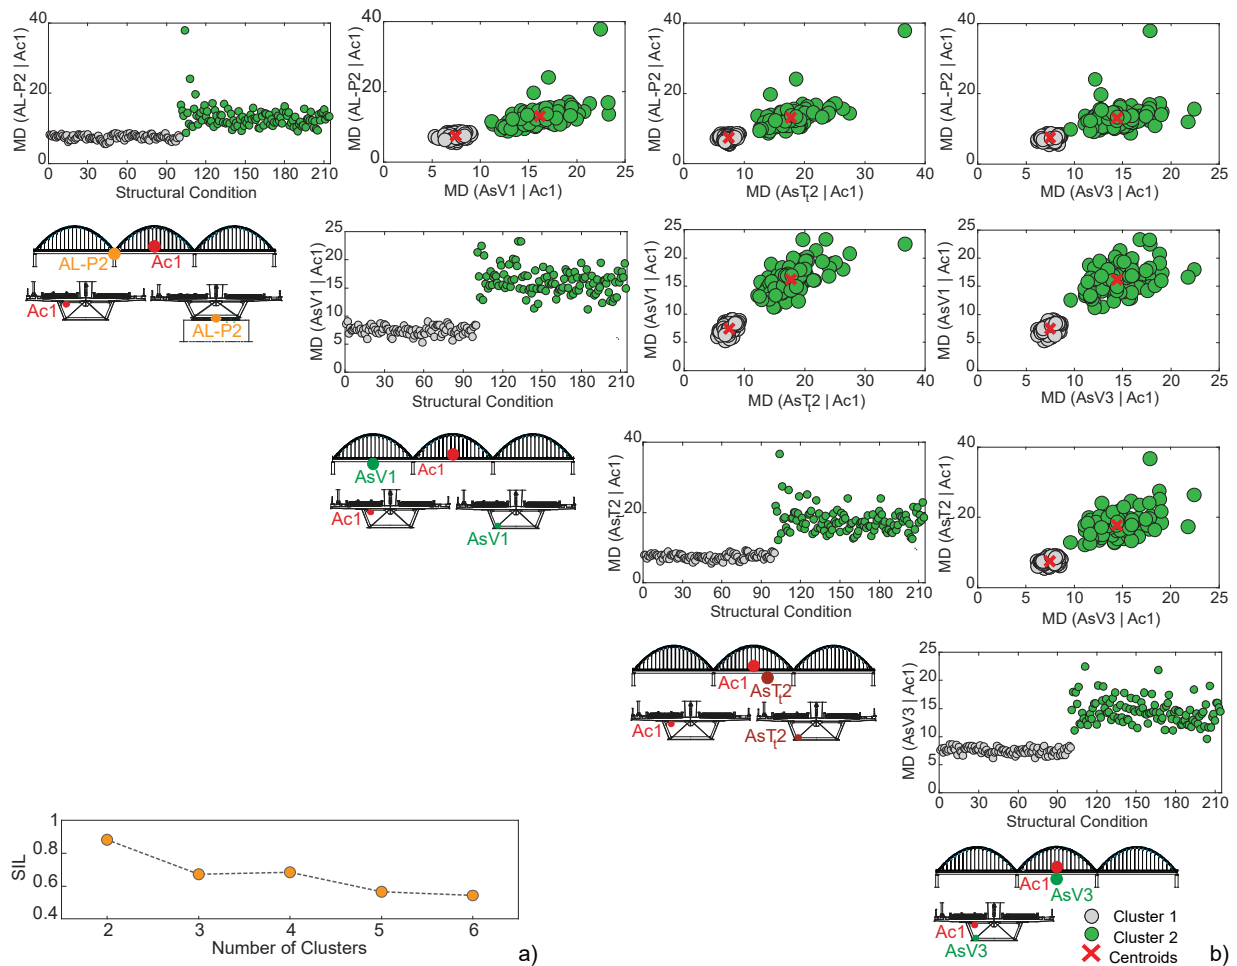 MD (AL-P2 | Ac1)
40
20
0
0 30 60 90 120 150 180 210
Structural Condition
MD (AL-P2 | Ac1)
40
20
0
0 5 10 15 20 25
MD (AsV1 | Ac1)
MD (AL-P2 | Ac1)
40
20
0
0 10 20 30 40
MD (AsTt2 | Ac1)
MD (AL-P2 | Ac1)
40
20
0
0 5 10 15 20 25
MD (AsV3 | Ac1)
AL-P2
Ac1
Ac1
AL-P2
MD (AsV1 | Ac1)
25
20
15
10
5
0
0 30 60 90 120 150 180 210
Structural Condition
MD (AsV1 | Ac1)
25
20
15
10
5
0
0 10 20 30 40
MD (AsTt2 | Ac1)
MD (AsV1 | Ac1)
25
20
15
10
5
0
0 5 10 15 20 25
MD (AsV3 | Ac1)
AsV1
Ac1
Ac1
AsV1
MD (AsTt2 | Ac1)
40
20
0
0 30 60 90 120 150 180 210
Structural Condition
MD (AsTt2 | Ac1)
40
20
0
0 5 10 15 20 25
MD (AsV3 | Ac1)
Ac1
AsTt2
Ac1
AsTt2
MD (AsV3 | Ac1)
25
20
15
10
5
0
0 30 60 90 120 150 180 210
Structural Condition
SIL
1
0.8
0.6
0.4
2 3 4 5 6
Number of Clusters
a)
Ac1
AsV3
Ac1
AsV3
Cluster 1
Cluster 2
Centroids
b)